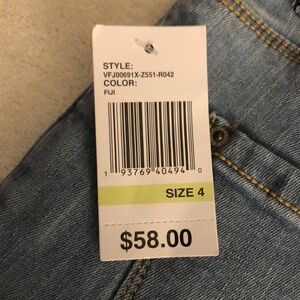 STYLE:
VFJ00691X-Z551-R042
COLOR:
FIJI
1 93769 40494 0
SIZE 4
$58.00